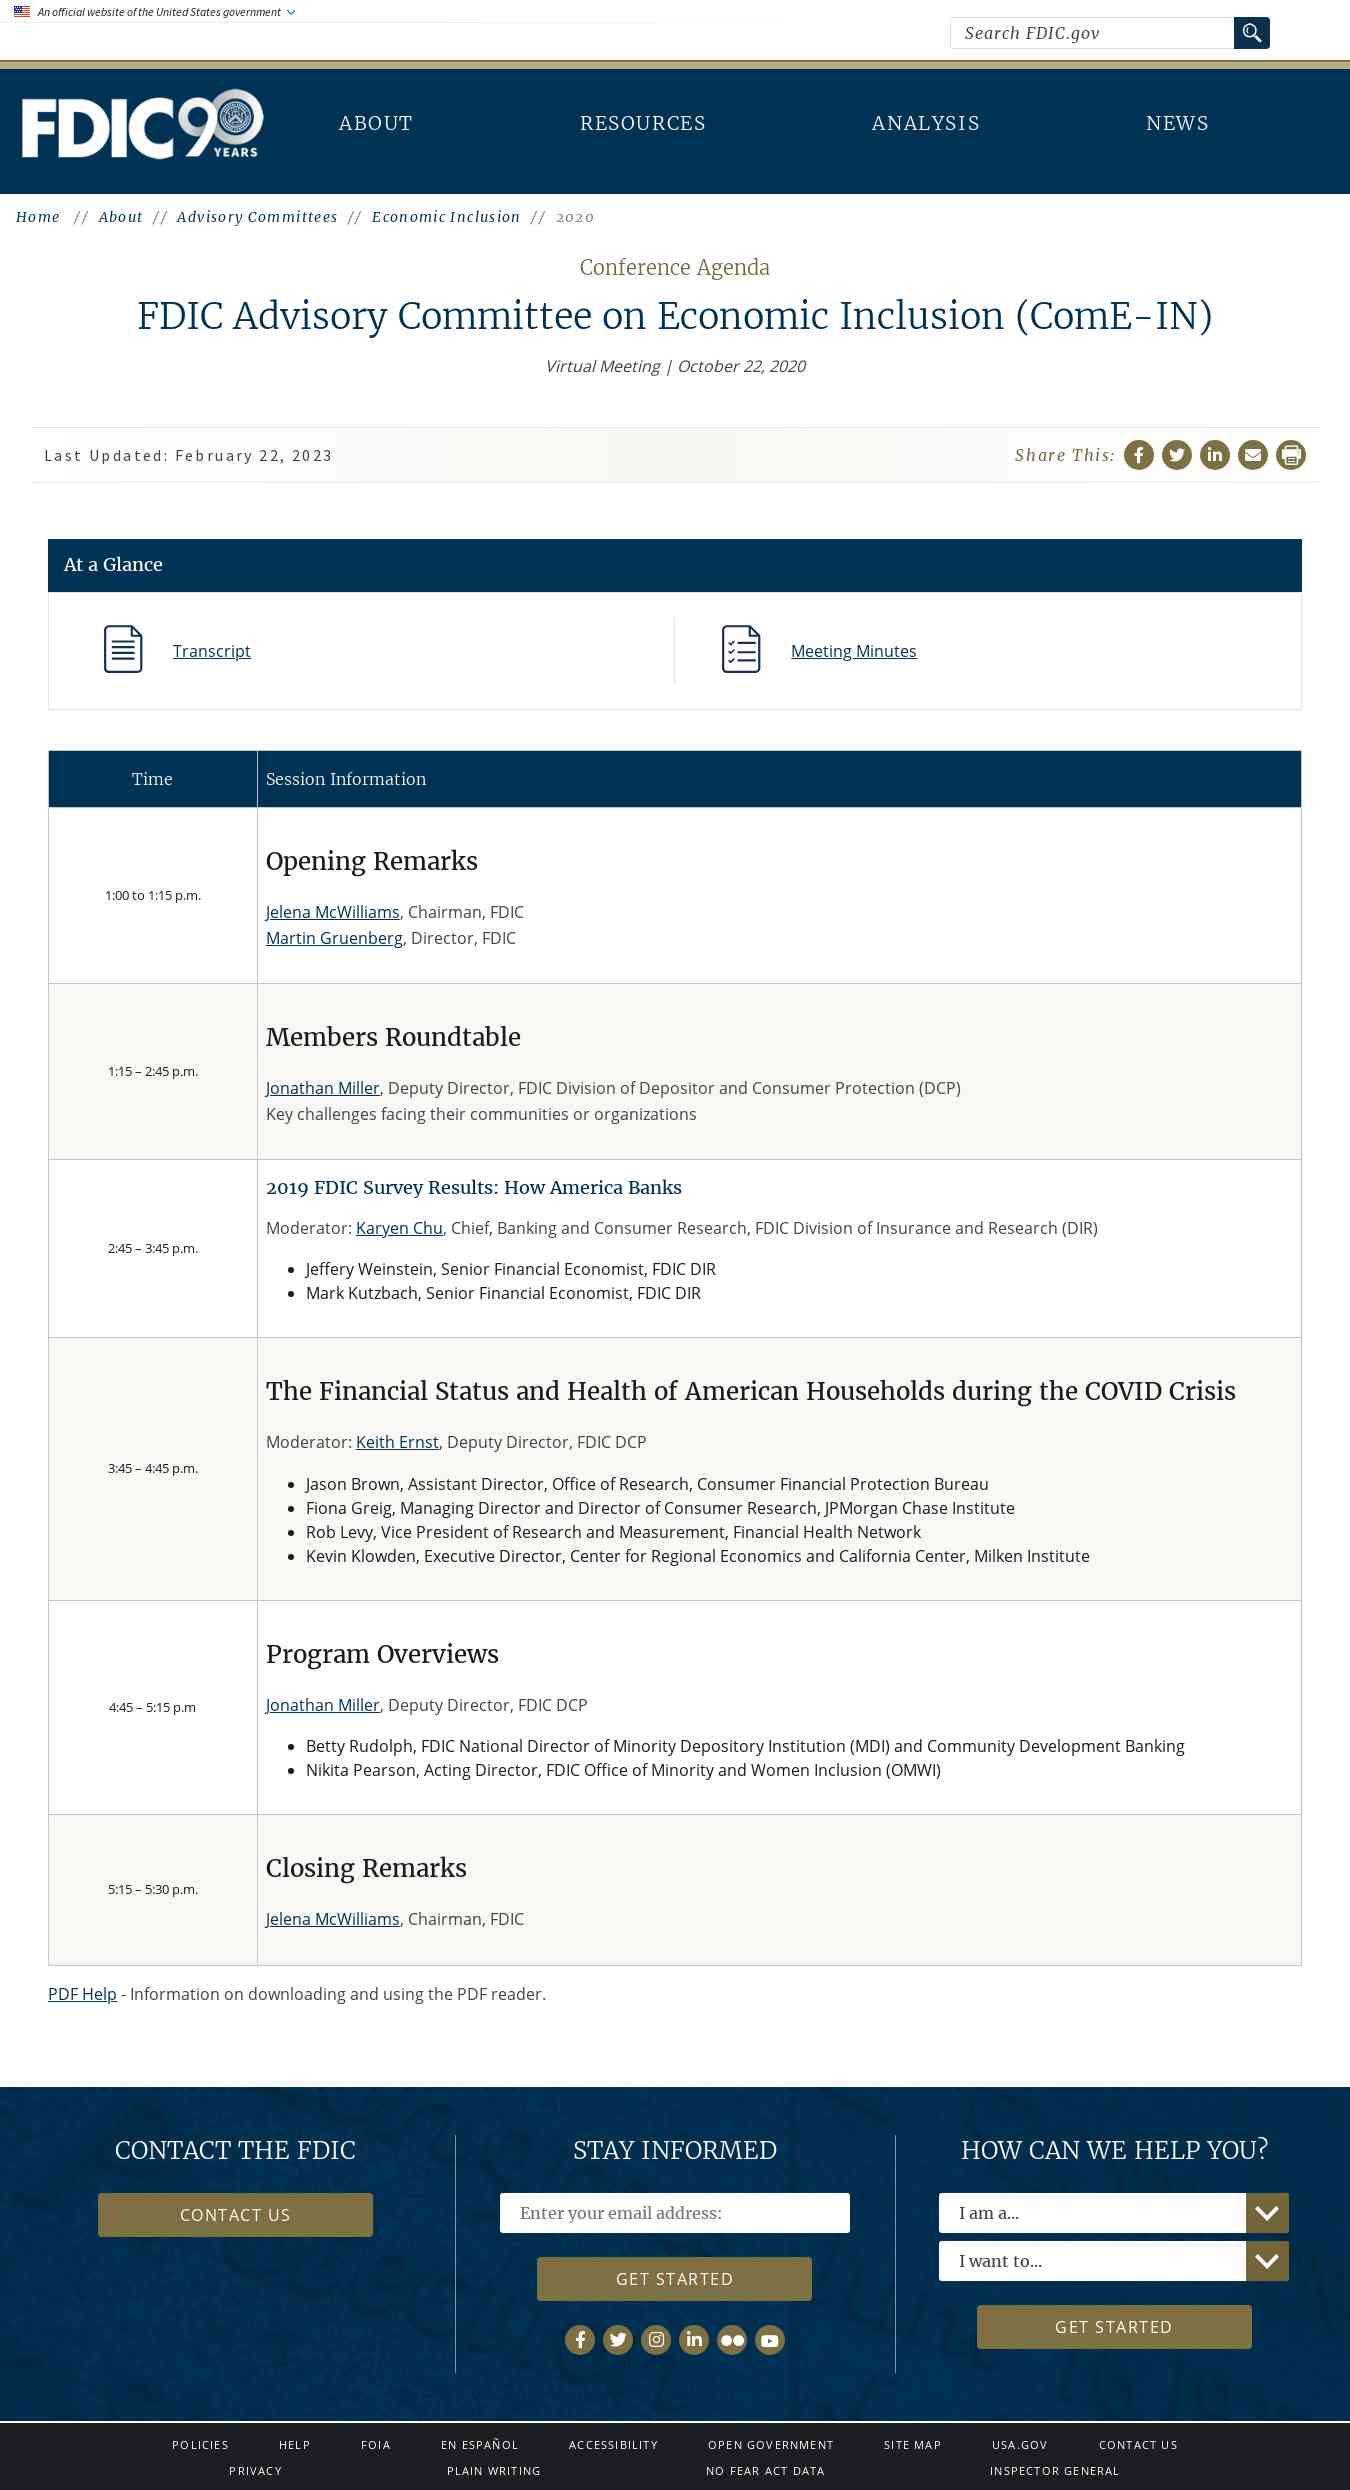 An official website of the United States government
Search FDIC.gov
FDIC 90 YEARS
ABOUT RESOURCES ANALYSIS NEWS
Home // About // Advisory Committees // Economic Inclusion // 2020
Conference Agenda
FDIC Advisory Committee on Economic Inclusion (ComE-IN)
Virtual Meeting | October 22, 2020
Last Updated: February 22, 2023 Share This:
At a Glance
Transcript Meeting Minutes
Time Session Information
1:00 to 1:15 p.m.
Opening Remarks
Jelena McWilliams, Chairman, FDIC
Martin Gruenberg, Director, FDIC
1:15 – 2:45 p.m.
Members Roundtable
Jonathan Miller, Deputy Director, FDIC Division of Depositor and Consumer Protection (DCP)
Key challenges facing their communities or organizations
2:45 – 3:45 p.m.
2019 FDIC Survey Results: How America Banks
Moderator: Karyen Chu, Chief, Banking and Consumer Research, FDIC Division of Insurance and Research (DIR)
• Jeffery Weinstein, Senior Financial Economist, FDIC DIR
• Mark Kutzbach, Senior Financial Economist, FDIC DIR
3:45 – 4:45 p.m.
The Financial Status and Health of American Households during the COVID Crisis
Moderator: Keith Ernst, Deputy Director, FDIC DCP
• Jason Brown, Assistant Director, Office of Research, Consumer Financial Protection Bureau
• Fiona Greig, Managing Director and Director of Consumer Research, JPMorgan Chase Institute
• Rob Levy, Vice President of Research and Measurement, Financial Health Network
• Kevin Klowden, Executive Director, Center for Regional Economics and California Center, Milken Institute
4:45 – 5:15 p.m
Program Overviews
Jonathan Miller, Deputy Director, FDIC DCP
• Betty Rudolph, FDIC National Director of Minority Depository Institution (MDI) and Community Development Banking
• Nikita Pearson, Acting Director, FDIC Office of Minority and Women Inclusion (OMWI)
5:15 – 5:30 p.m.
Closing Remarks
Jelena McWilliams, Chairman, FDIC
PDF Help - Information on downloading and using the PDF reader.
CONTACT THE FDIC
CONTACT US
STAY INFORMED
Enter your email address:
GET STARTED
HOW CAN WE HELP YOU?
I am a...
I want to...
GET STARTED
POLICIES HELP FOIA EN ESPAÑOL ACCESSIBILITY OPEN GOVERNMENT SITE MAP USA.GOV CONTACT US
PRIVACY PLAIN WRITING NO FEAR ACT DATA INSPECTOR GENERAL